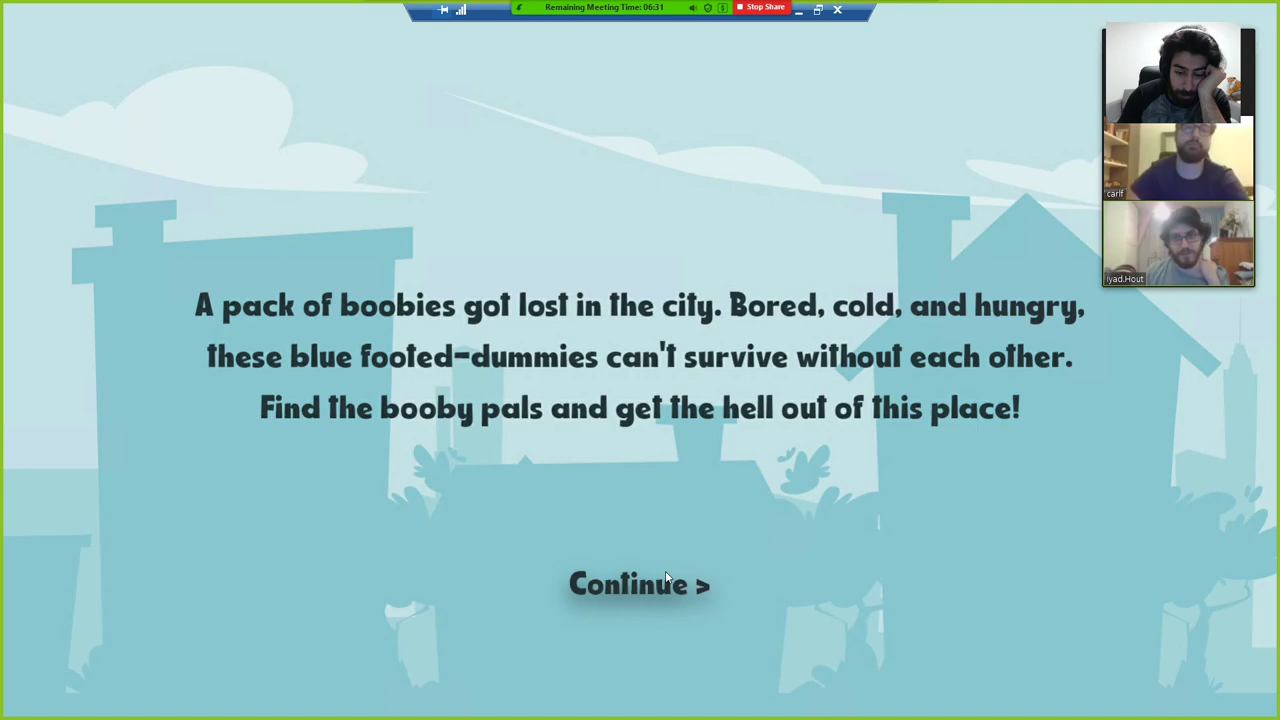 Remaining Meeting Time: 06:31
Stop Share
A pack of boobies got lost in the city. Bored, cold, and hungry,
these blue footed-dummies can't survive without each other.
Find the booby pals and get the hell out of this place!
Continue >
carlf
iyad.Hout